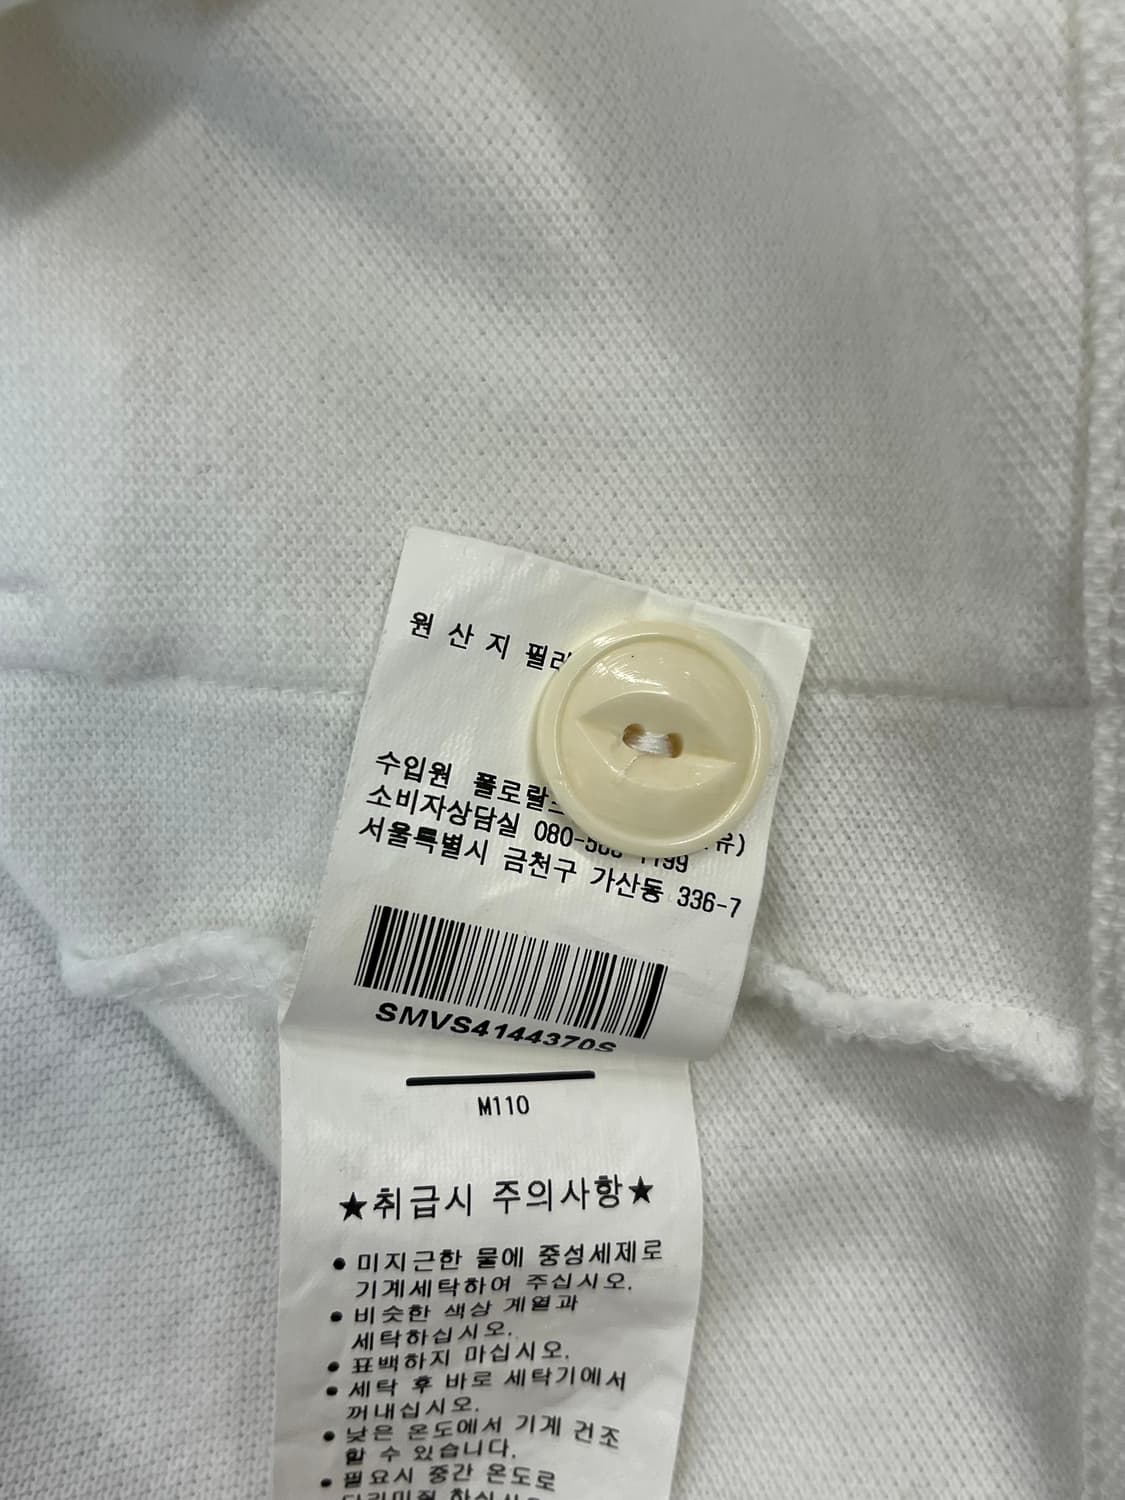 원 산 지
수입원 폴로랄
소비자상담실 080-
서울특별시 금천구 가산동 336-7
SMVS4144370S
M110
★취급시 주의사항★
● 미지근한 물에 중성세제로
기계세탁하여 주십시오.
● 비슷한 색상 계열과
세탁하십시오.
● 표백하지 마십시오.
● 세탁 후 바로 세탁기에서
꺼내십시오.
● 낮은 온도에서 기계 건조
할 수 있습니다.
● 필요시 중간 온도로